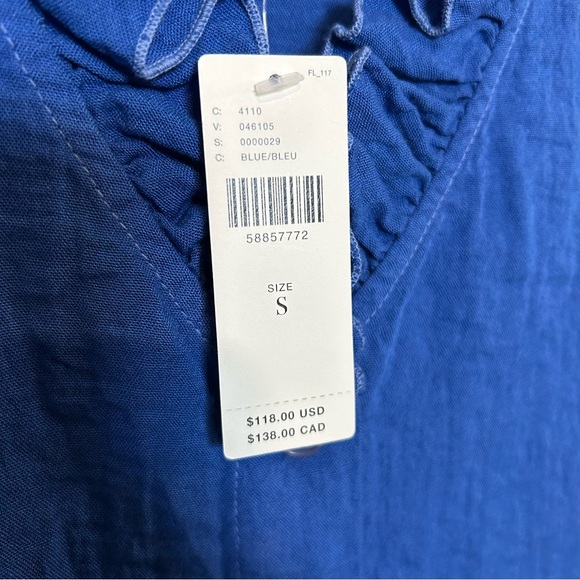 FL_117
C: 4110
V: 046105
S: 0000029
C: BLUE/BLEU
58857772
SIZE
S
$118.00 USD
$138.00 CAD